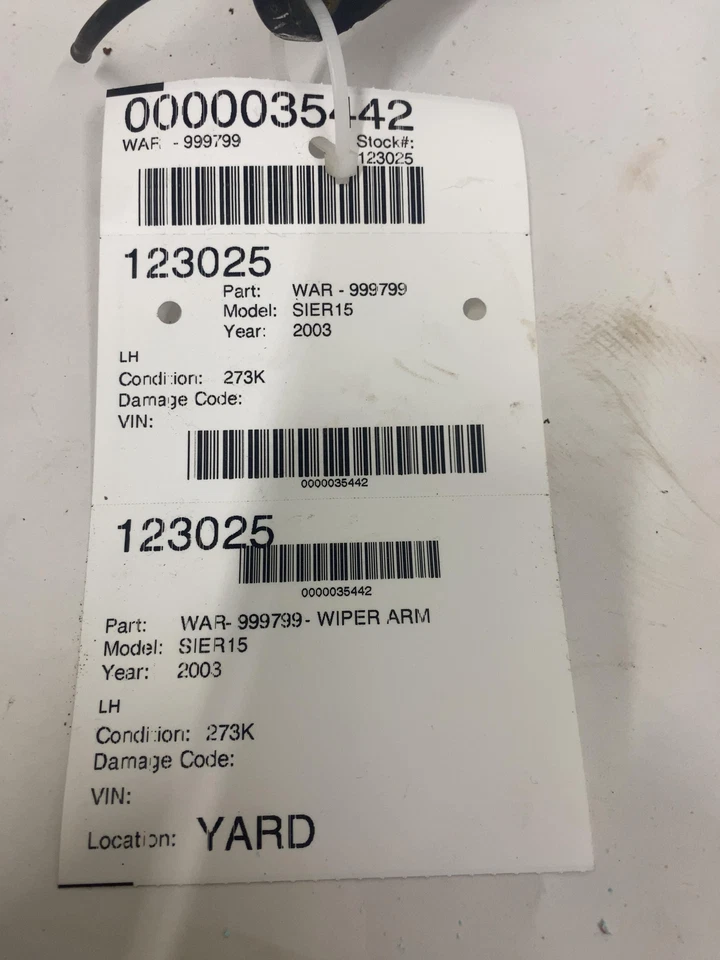 0000035442
WAR - 999799
Stock#:
123025
123025
Part: WAR - 999799
Model: SIER15
Year: 2003
LH
Condition: 273K
Damage Code:
VIN:
0000035442
123025
0000035442
Part: WAR- 999799- WIPER ARM
Model: SIER15
Year: 2003
LH
Condition: 273K
Damage Code:
VIN:
Location: YARD